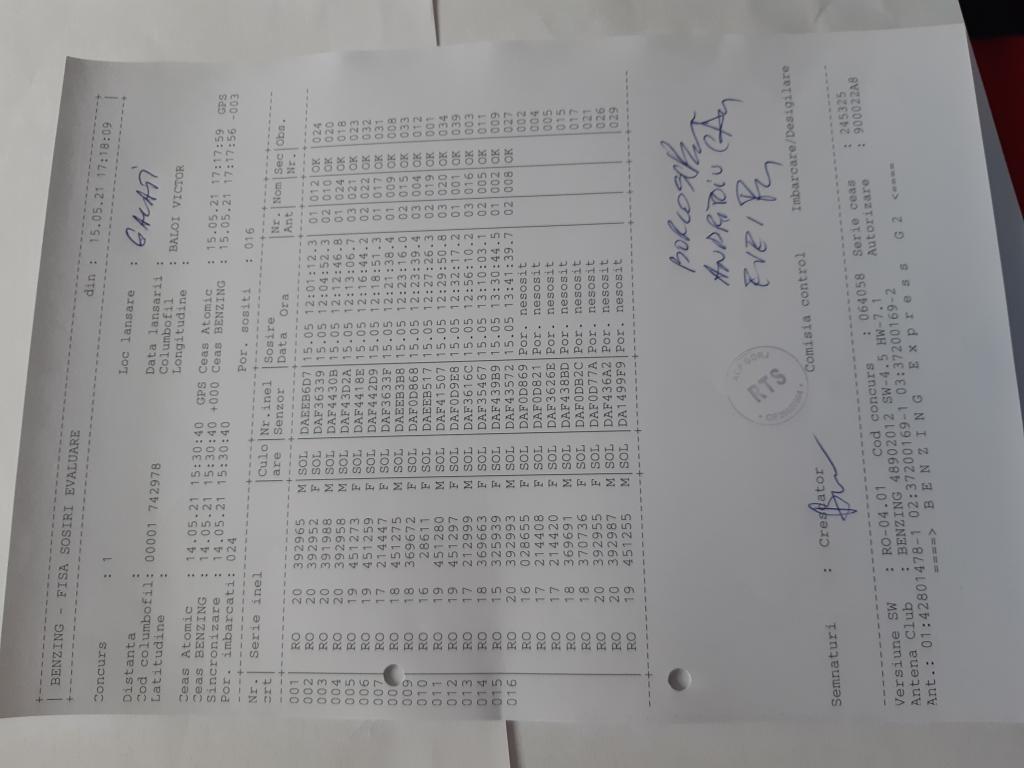 BENZING - FISA SOSIRI EVALUARE
din : 15.05.21 17:18:09
Concurs : 1
Distanta : Loc lansare : GALATI
Cod columbofil: 00001 742978 Data lansarii :
Latitudine : Columbofil : BALOI VICTOR
Longitudine :
Ceas Atomic : 14.05.21 15:30:40 GPS Ceas Atomic : 15.05.21 17:17:59 GPS
Ceas BENZING : 14.05.21 15:30:40 +000 Ceas BENZING : 15.05.21 17:17:56 -003
Sincronizare : 14.05.21 15:30:40
Por. imbarcati: 024 Por. sositi : 016
Nr. Serie inel Culo Nr.inel Sosire Nr. Nom Sec Obs.
crt are Senzor Data Ora Ant Nr.
001 RO 20 392965 M SOL DAEEB6D7 15.05 12:01:12.3 01 012 OK 024
002 RO 20 392952 F SOL DAF36339 15.05 12:04:52.3 02 010 OK 020
003 RO 20 391988 M SOL DAF4430B 15.05 12:12:46.8 01 024 OK 018
004 RO 20 392958 M SOL DAF43D2A 15.05 12:13:06.2 03 021 OK 023
005 RO 19 451273 F SOL DAF4418E 15.05 12:16:44.2 03 022 OK 032
006 RO 19 451259 F SOL DAF442D9 15.05 12:18:51.3 01 017 OK 031
007 RO 17 214447 F SOL DAF3633F 15.05 12:21:38.4 01 009 OK 008
008 RO 18 451275 M SOL DAEEB3B8 15.05 12:23:16.0 02 015 OK 033
009 RO 18 369672 F SOL DAF0D868 15.05 12:23:39.4 03 004 OK 012
010 RO 16 28611 F SOL DAEEB517 15.05 12:27:26.3 02 019 OK 001
011 RO 19 451280 M SOL DAF41507 15.05 12:29:50.8 03 020 OK 034
012 RO 19 451297 M SOL DAF0D9E8 15.05 12:32:17.2 01 001 OK 039
013 RO 17 212999 M SOL DAF3616C 15.05 12:56:10.2 03 016 OK 003
014 RO 18 369663 F SOL DAF35467 15.05 13:10:03.1 02 005 OK 011
015 RO 15 325939 F SOL DAF439B9 15.05 13:30:44.5 01 002 OK 009
016 RO 20 392993 M SOL DAF43572 15.05 13:41:39.7 02 008 OK 027
RO 16 028655 F SOL DAF0D869 Por. nesosit 002
RO 17 214408 F SOL DAF0D821 Por. nesosit 004
RO 17 214420 F SOL DAF3626E Por. nesosit 005
RO 18 369691 M SOL DAF438BD Por. nesosit 013
RO 18 370736 F SOL DAF0DB2C Por. nesosit 017
RO 20 392955 F SOL DAF0D77A Por. nesosit 021
RO 20 392987 M SOL DAF436A2 Por. nesosit 026
RO 19 451255 M SOL DA1499F9 Por. nesosit 029
ANDRITOIU
RTS
Semnaturi : Crescator Comisia control Imbarcare/Desigilare
Versiune SW : RO-04.01 Cod concurs : 064058 Serie ceas : 245325
Antena Club : BENZING 48902012 SW-4.5 HW-7.1 Autorizare : 900022A8
Ant.: 01:42801478-1 02:37200169-1 03:37200169-2
====> B E N Z I N G E x p r e s s G 2 <====